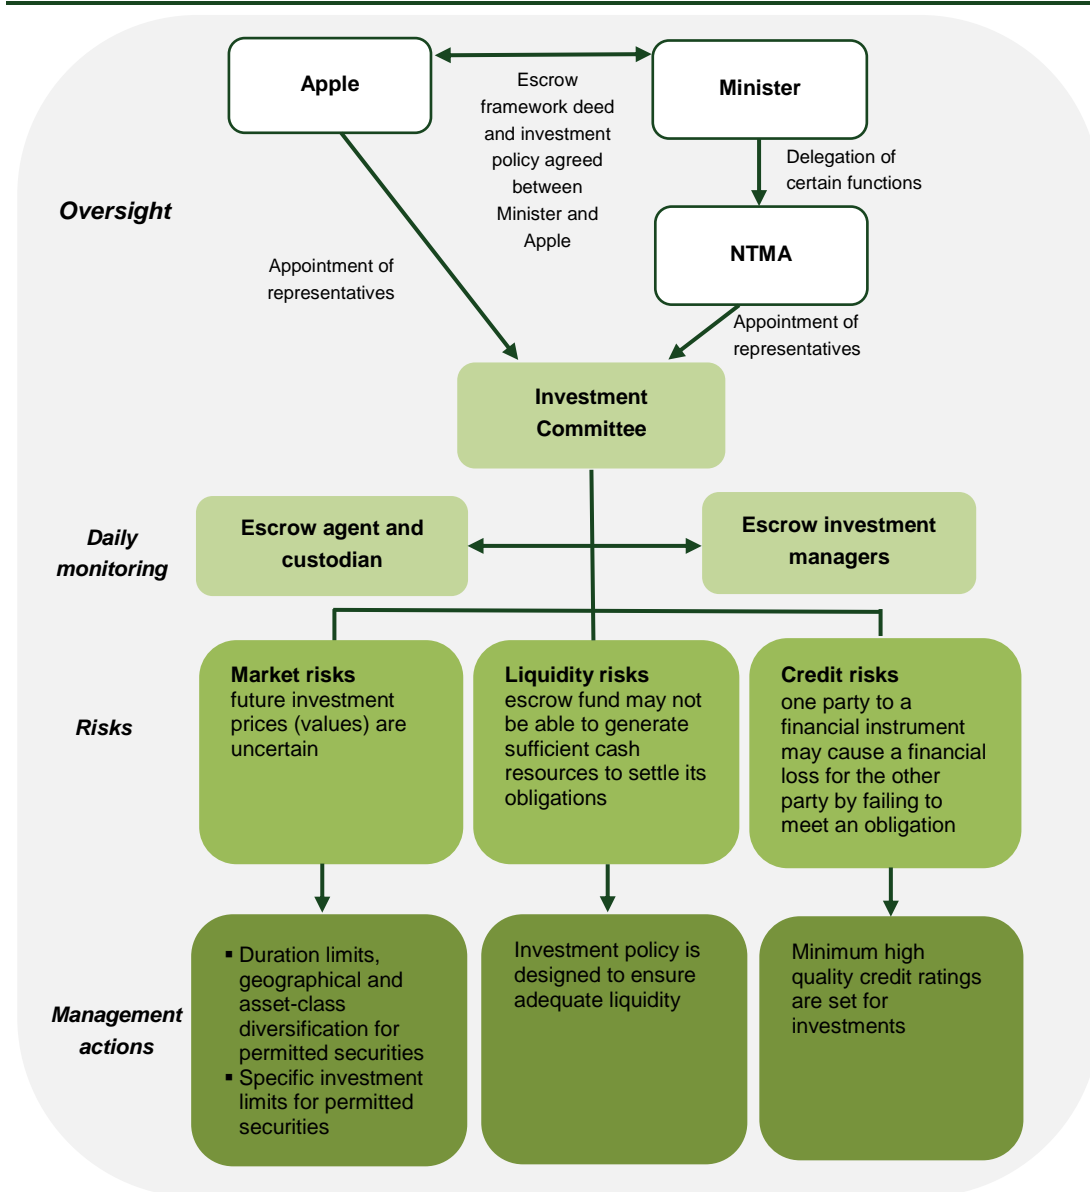 Apple
Minister
Escrow
framework deed
and investment
policy agreed
between
Minister and
Apple
Delegation of
certain functions
Oversight
NTMA
Appointment of
representatives
Appointment of
representatives
Investment
Committee
Daily
monitoring
Escrow agent and
custodian
Escrow investment
managers
Risks
Market risks
future investment
prices (values) are
uncertain
Liquidity risks
escrow fund may not
be able to generate
sufficient cash
resources to settle its
obligations
Credit risks
one party to a
financial instrument
may cause a financial
loss for the other
party by failing to
meet an obligation
Management
actions
▪ Duration limits,
geographical and
asset-class
diversification for
permitted securities
▪ Specific investment
limits for permitted
securities
Investment policy is
designed to ensure
adequate liquidity
Minimum high
quality credit ratings
are set for
investments